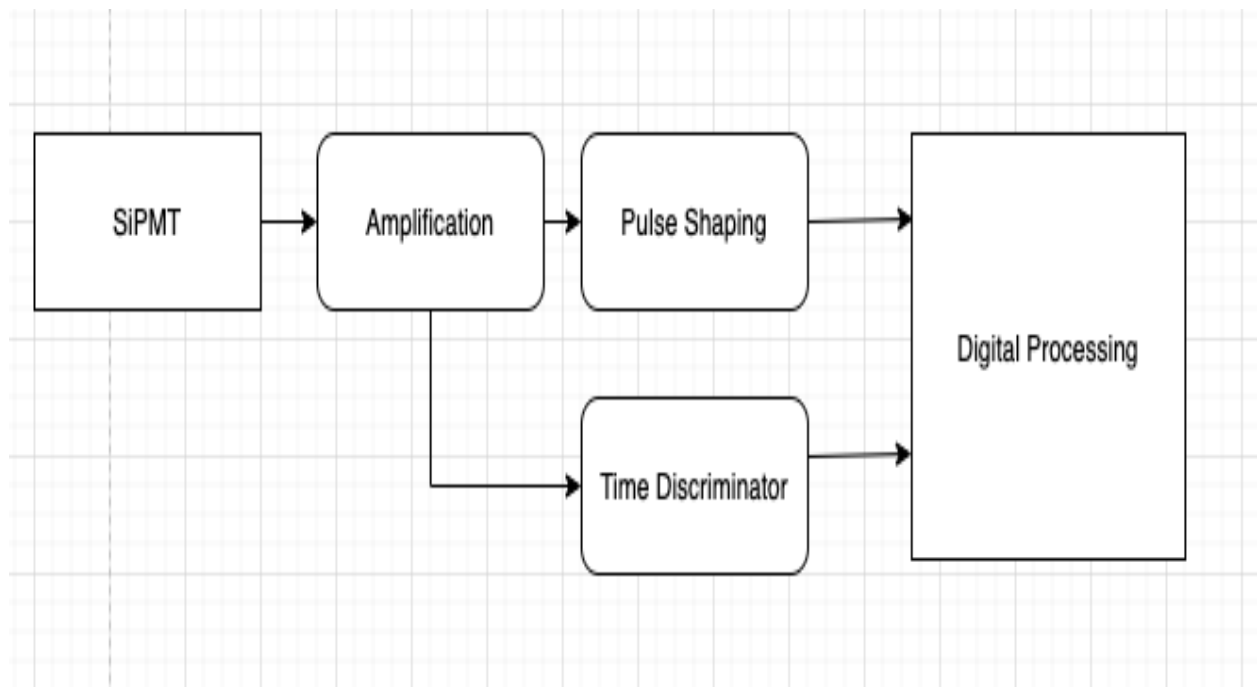 SiPMT
Amplification
Pulse Shaping
Digital Processing
Time Discriminator